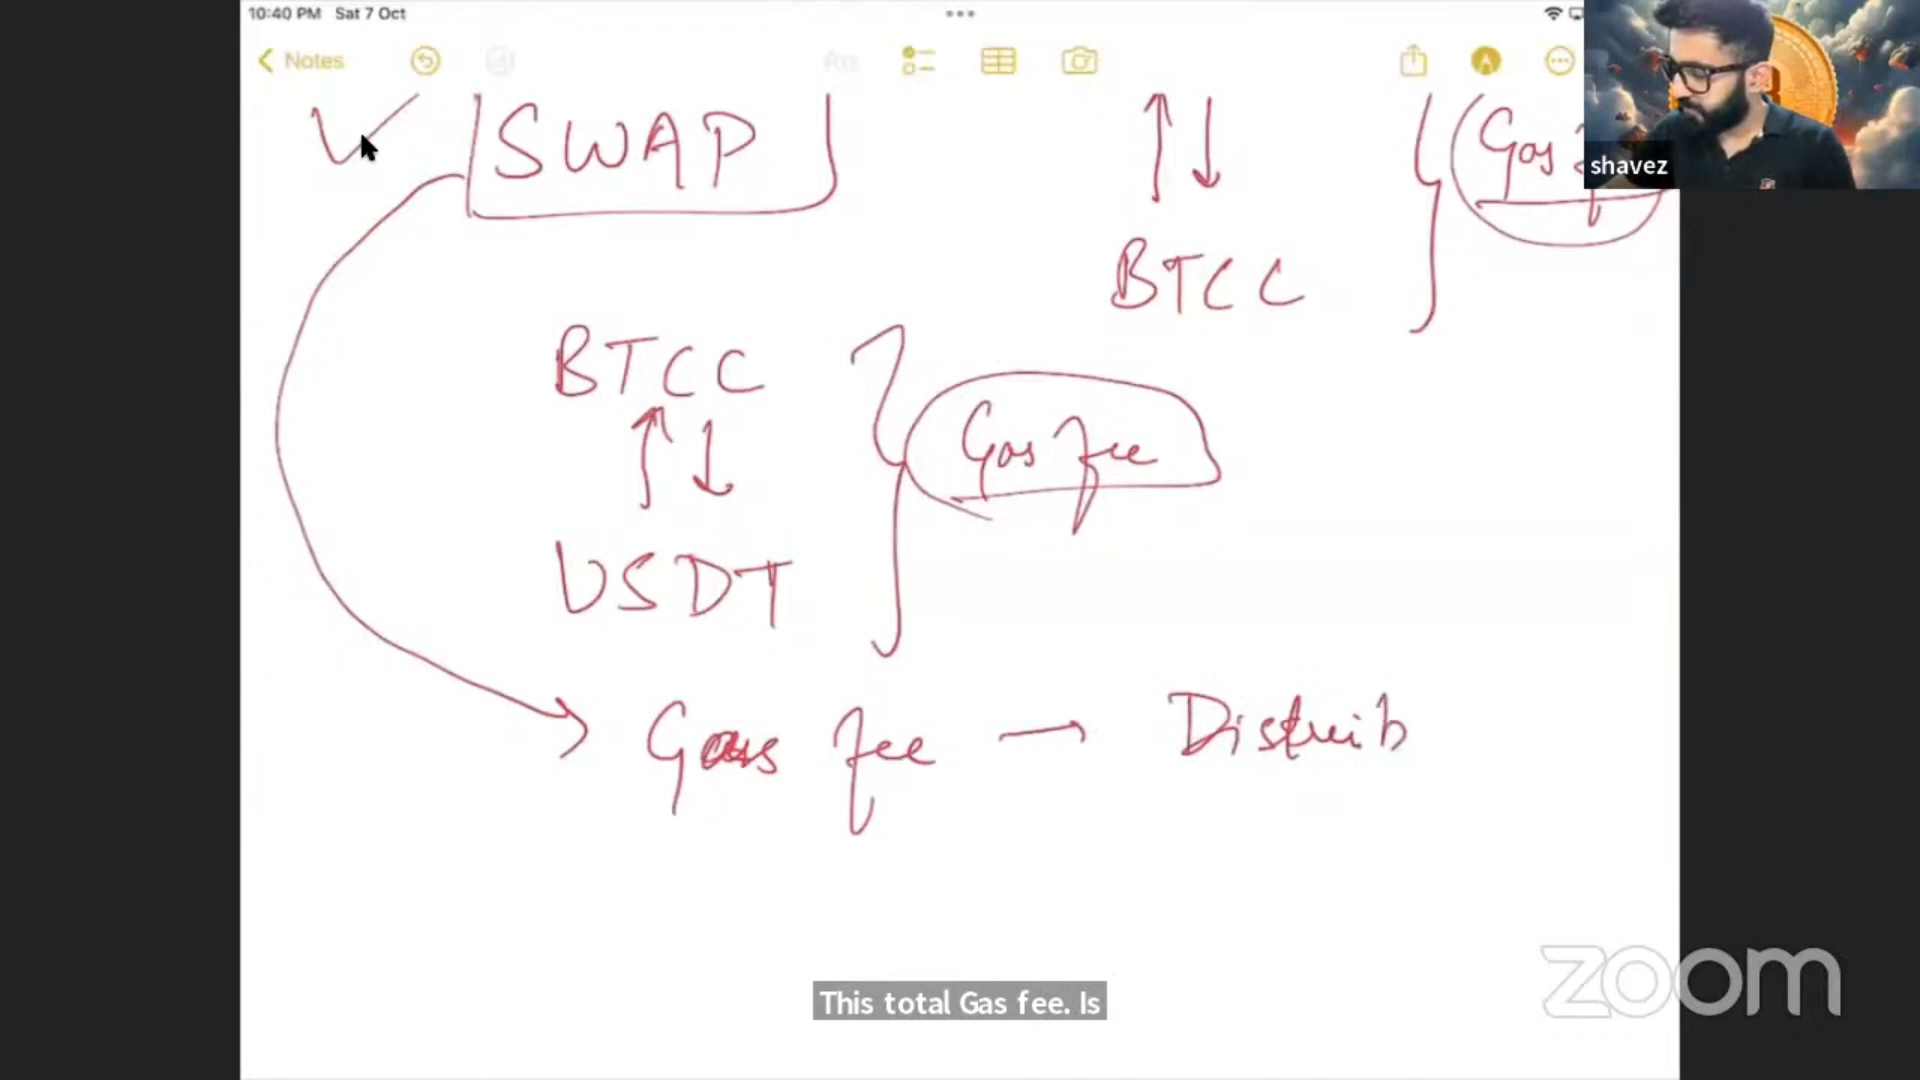 10:40 PM Sat 7 Oct
Notes
SWAP
Gas
shavez
BTCC
BTCC
Gas fee
USDT
Gas fee → Distrib
This total Gas fee. Is
zoom